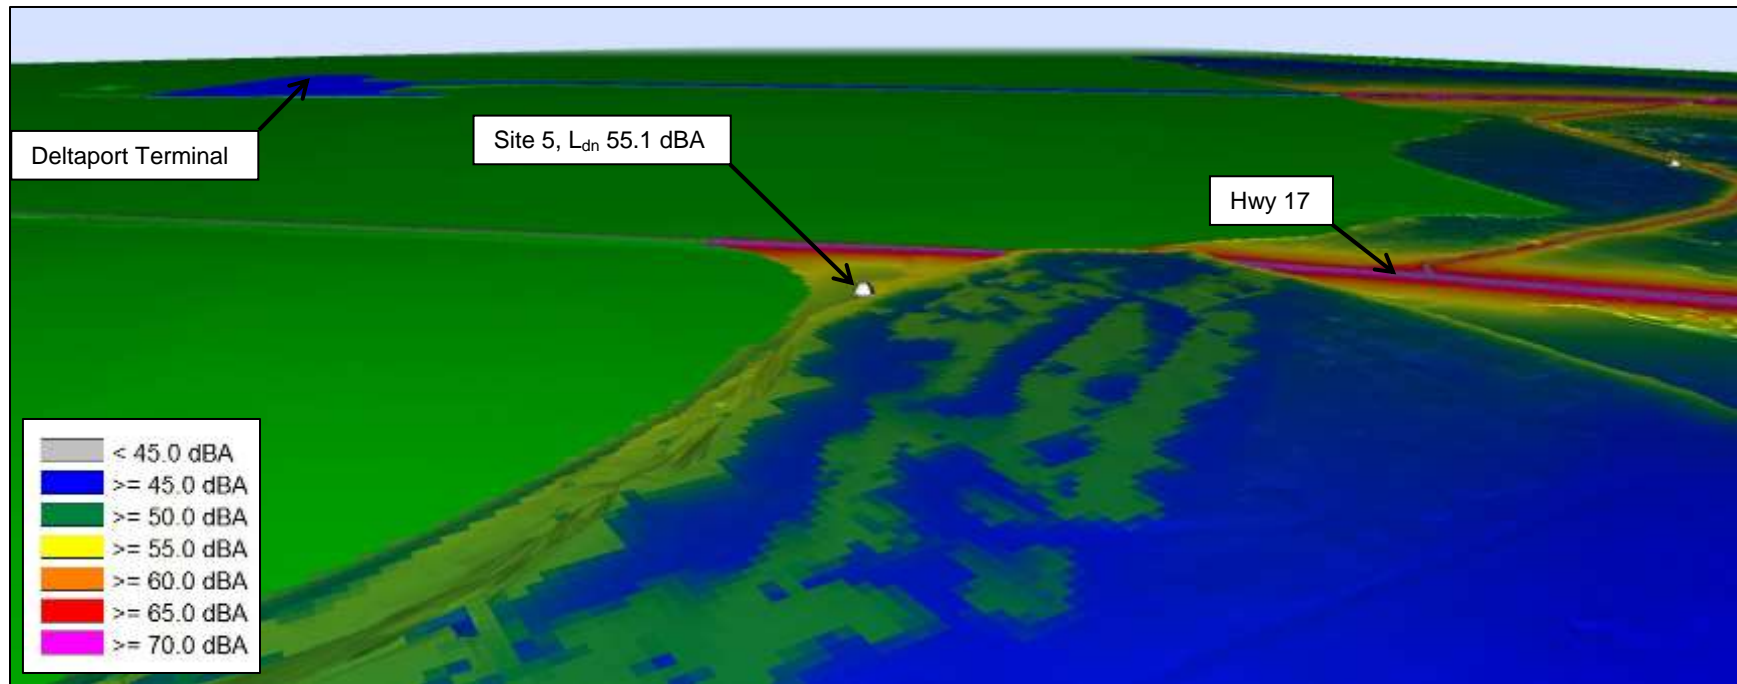 Deltaport Terminal
Site 5, Ldn 55.1 dBA
Hwy 17
< 45.0 dBA
>= 45.0 dBA
>= 50.0 dBA
>= 55.0 dBA
>= 60.0 dBA
>= 65.0 dBA
>= 70.0 dBA